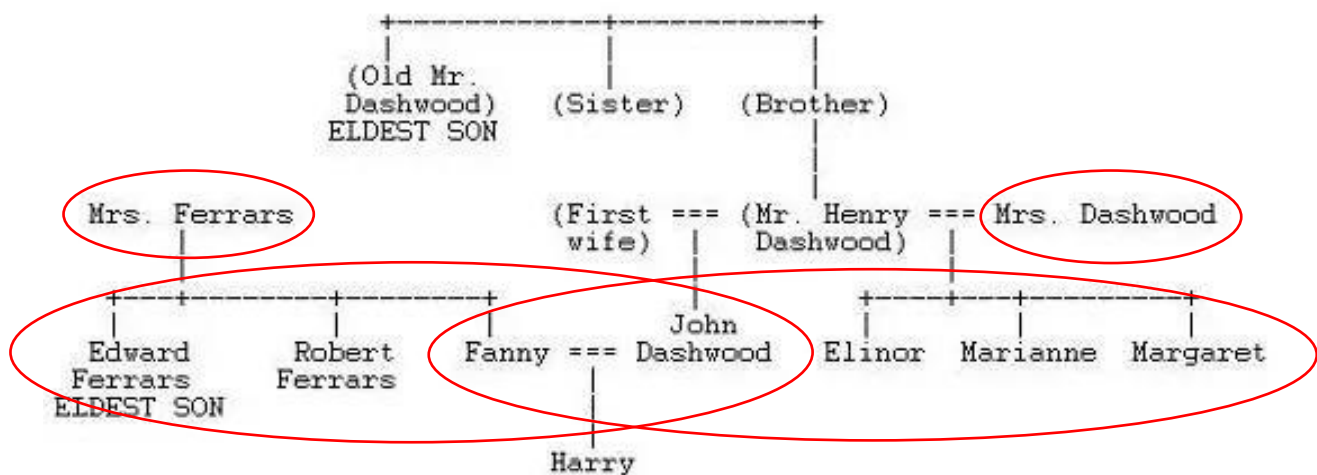 (Old Mr.
Dashwood) (Sister) (Brother)
ELDEST SON
Mrs. Ferrars (First === (Mr. Henry === Mrs. Dashwood
wife) Dashwood)
John
Edward Robert Fanny === Dashwood Elinor Marianne Margaret
Ferrars Ferrars
ELDEST SON
Harry